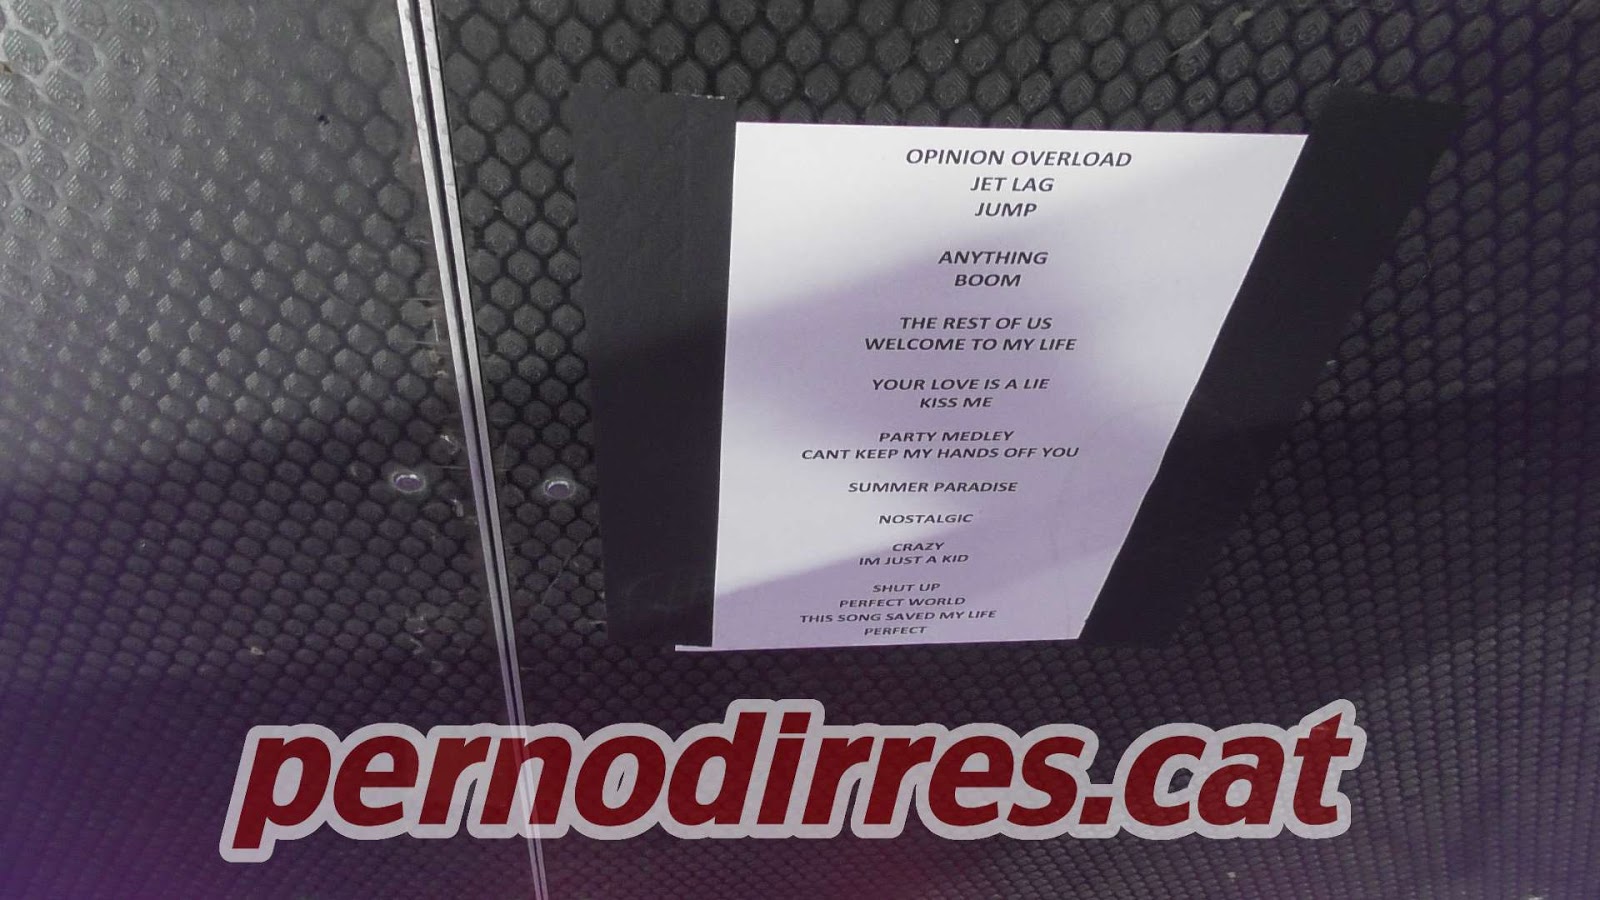 OPINION OVERLOAD
JET LAG
JUMP
ANYTHING
BOOM
THE REST OF US
WELCOME TO MY LIFE
YOUR LOVE IS A LIE
KISS ME
PARTY MEDLEY
CANT KEEP MY HANDS OFF YOU
SUMMER PARADISE
NOSTALGIC
CRAZY
IM JUST A KID
SHUT UP
PERFECT WORLD
THIS SONG SAVED MY LIFE
PERFECT
pernodirres.cat